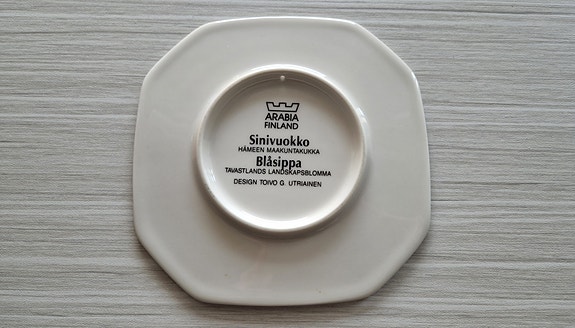 ARABIA
FINLAND
Sinivuokko
HÄMEEN MAAKUNTAKUKKA
Blåsippa
TAVASTLANDS LANDSKAPSBLOMMA
DESIGN TOIVO G. UTRIAINEN